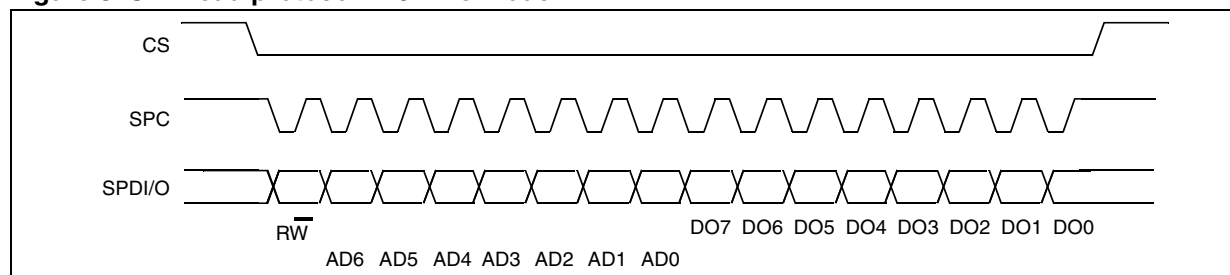 CS
SPC
SPDI/O
RW
DO7 DO6 DO5 DO4 DO3 DO2 DO1 DO0
AD6 AD5 AD4 AD3 AD2 AD1 AD0